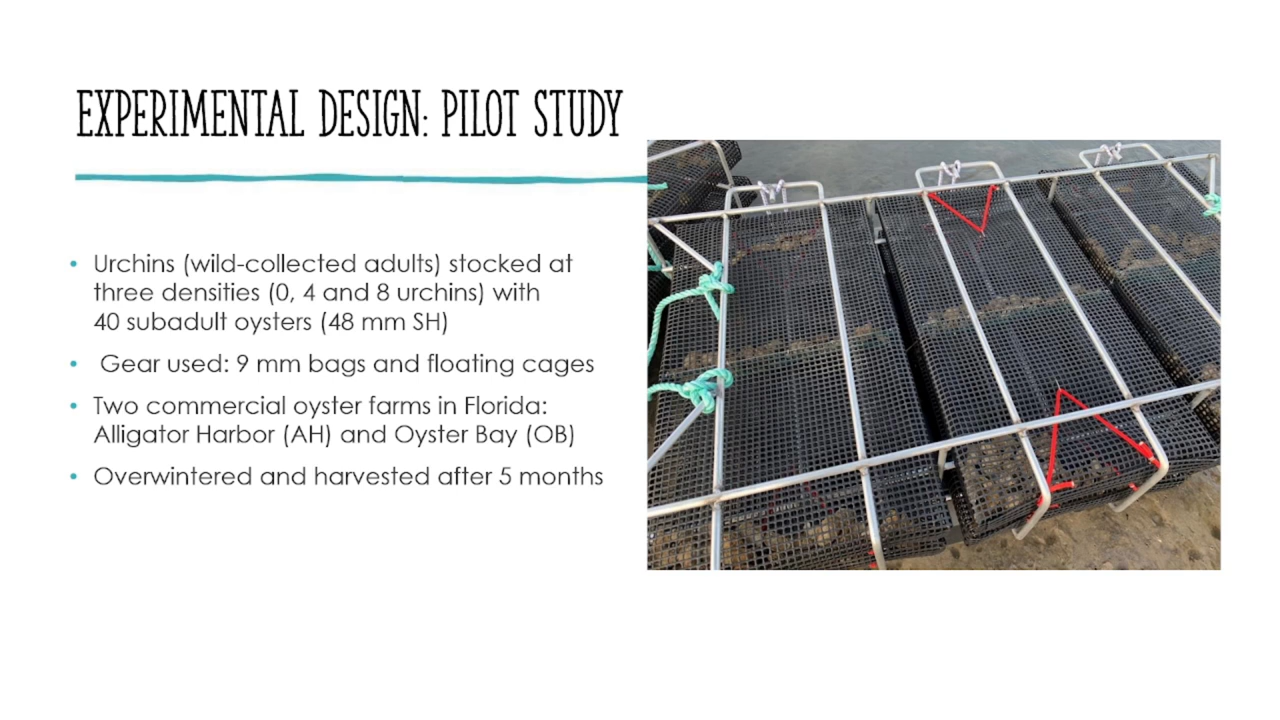 EXPERIMENTAL DESIGN: PILOT STUDY
• Urchins (wild-collected adults) stocked at
three densities (0, 4 and 8 urchins) with
40 subadult oysters (48 mm SH)
• Gear used: 9 mm bags and floating cages
• Two commercial oyster farms in Florida:
Alligator Harbor (AH) and Oyster Bay (OB)
• Overwintered and harvested after 5 months